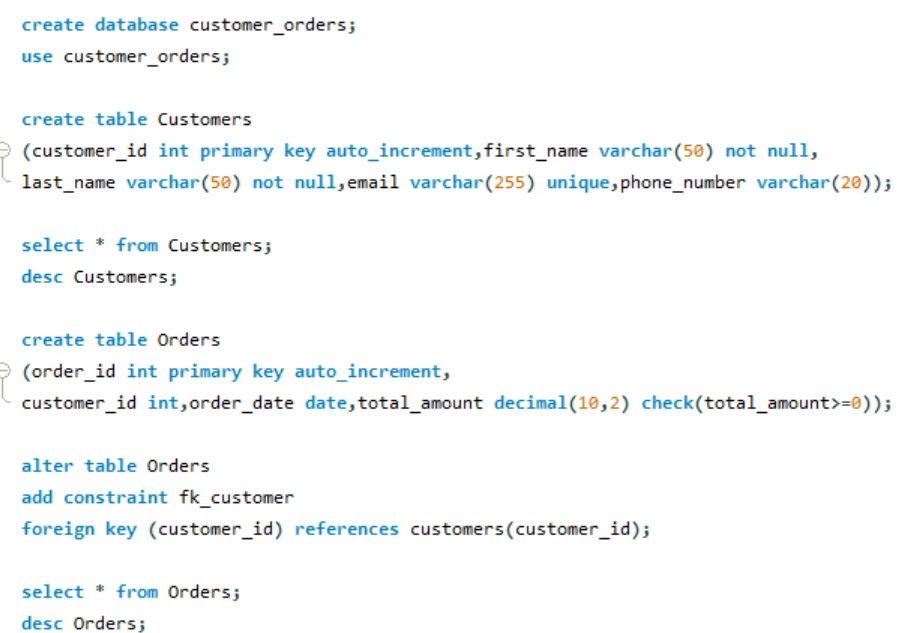 create database customer_orders;
use customer_orders;
create table Customers
(customer_id int primary key auto_increment,first_name varchar(50) not null,
last_name varchar(50) not null,email varchar(255) unique,phone_number varchar(20));
select * from Customers;
desc Customers;
create table Orders
(order_id int primary key auto_increment,
customer_id int,order_date date,total_amount decimal(10,2) check(total_amount>=0));
alter table Orders
add constraint fk_customer
foreign key (customer_id) references customers(customer_id);
select * from Orders;
desc Orders;